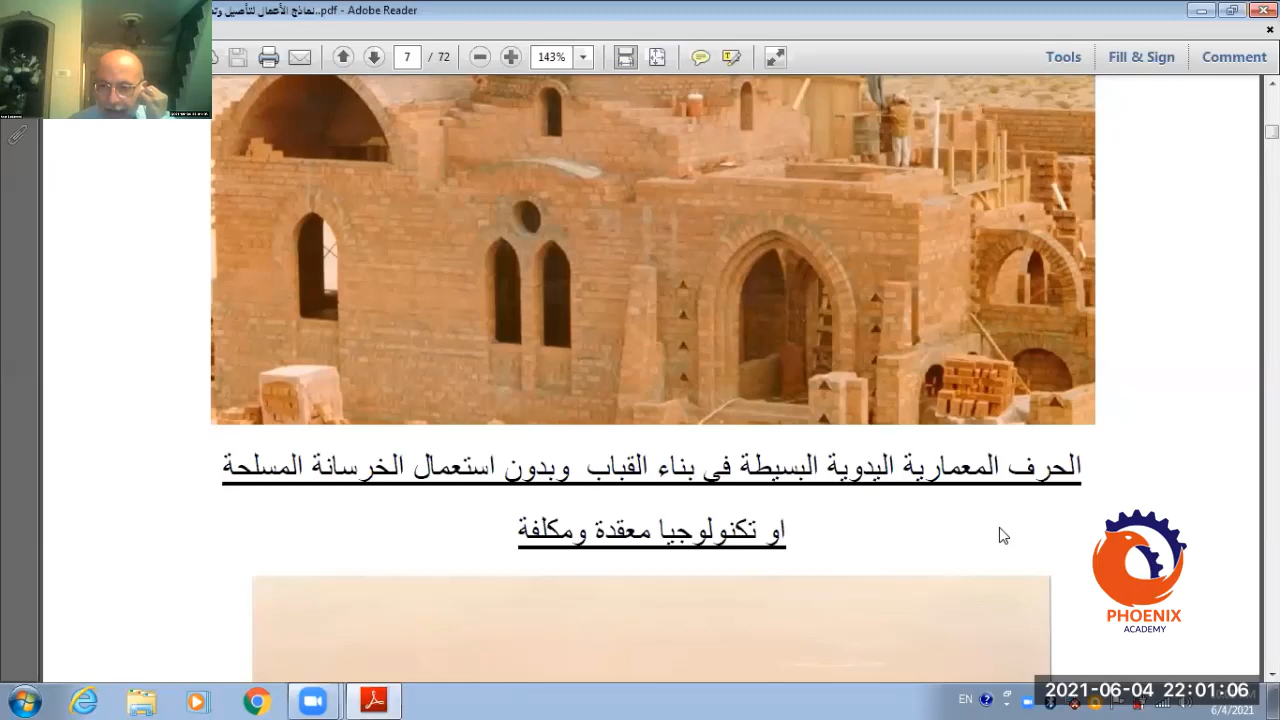 نماذج الأعمال لتأصيل وتم..pdf - Adobe Reader
7 / 72 143% Tools Fill & Sign Comment
الحرف المعمارية اليدوية البسيطة في بناء القباب وبدون استعمال الخرسانة المسلحة
او تكنولوجيا معقدة ومكلفة
PHOENIX
ACADEMY
EN
2021-06-04 22:01:06
6/4/2021